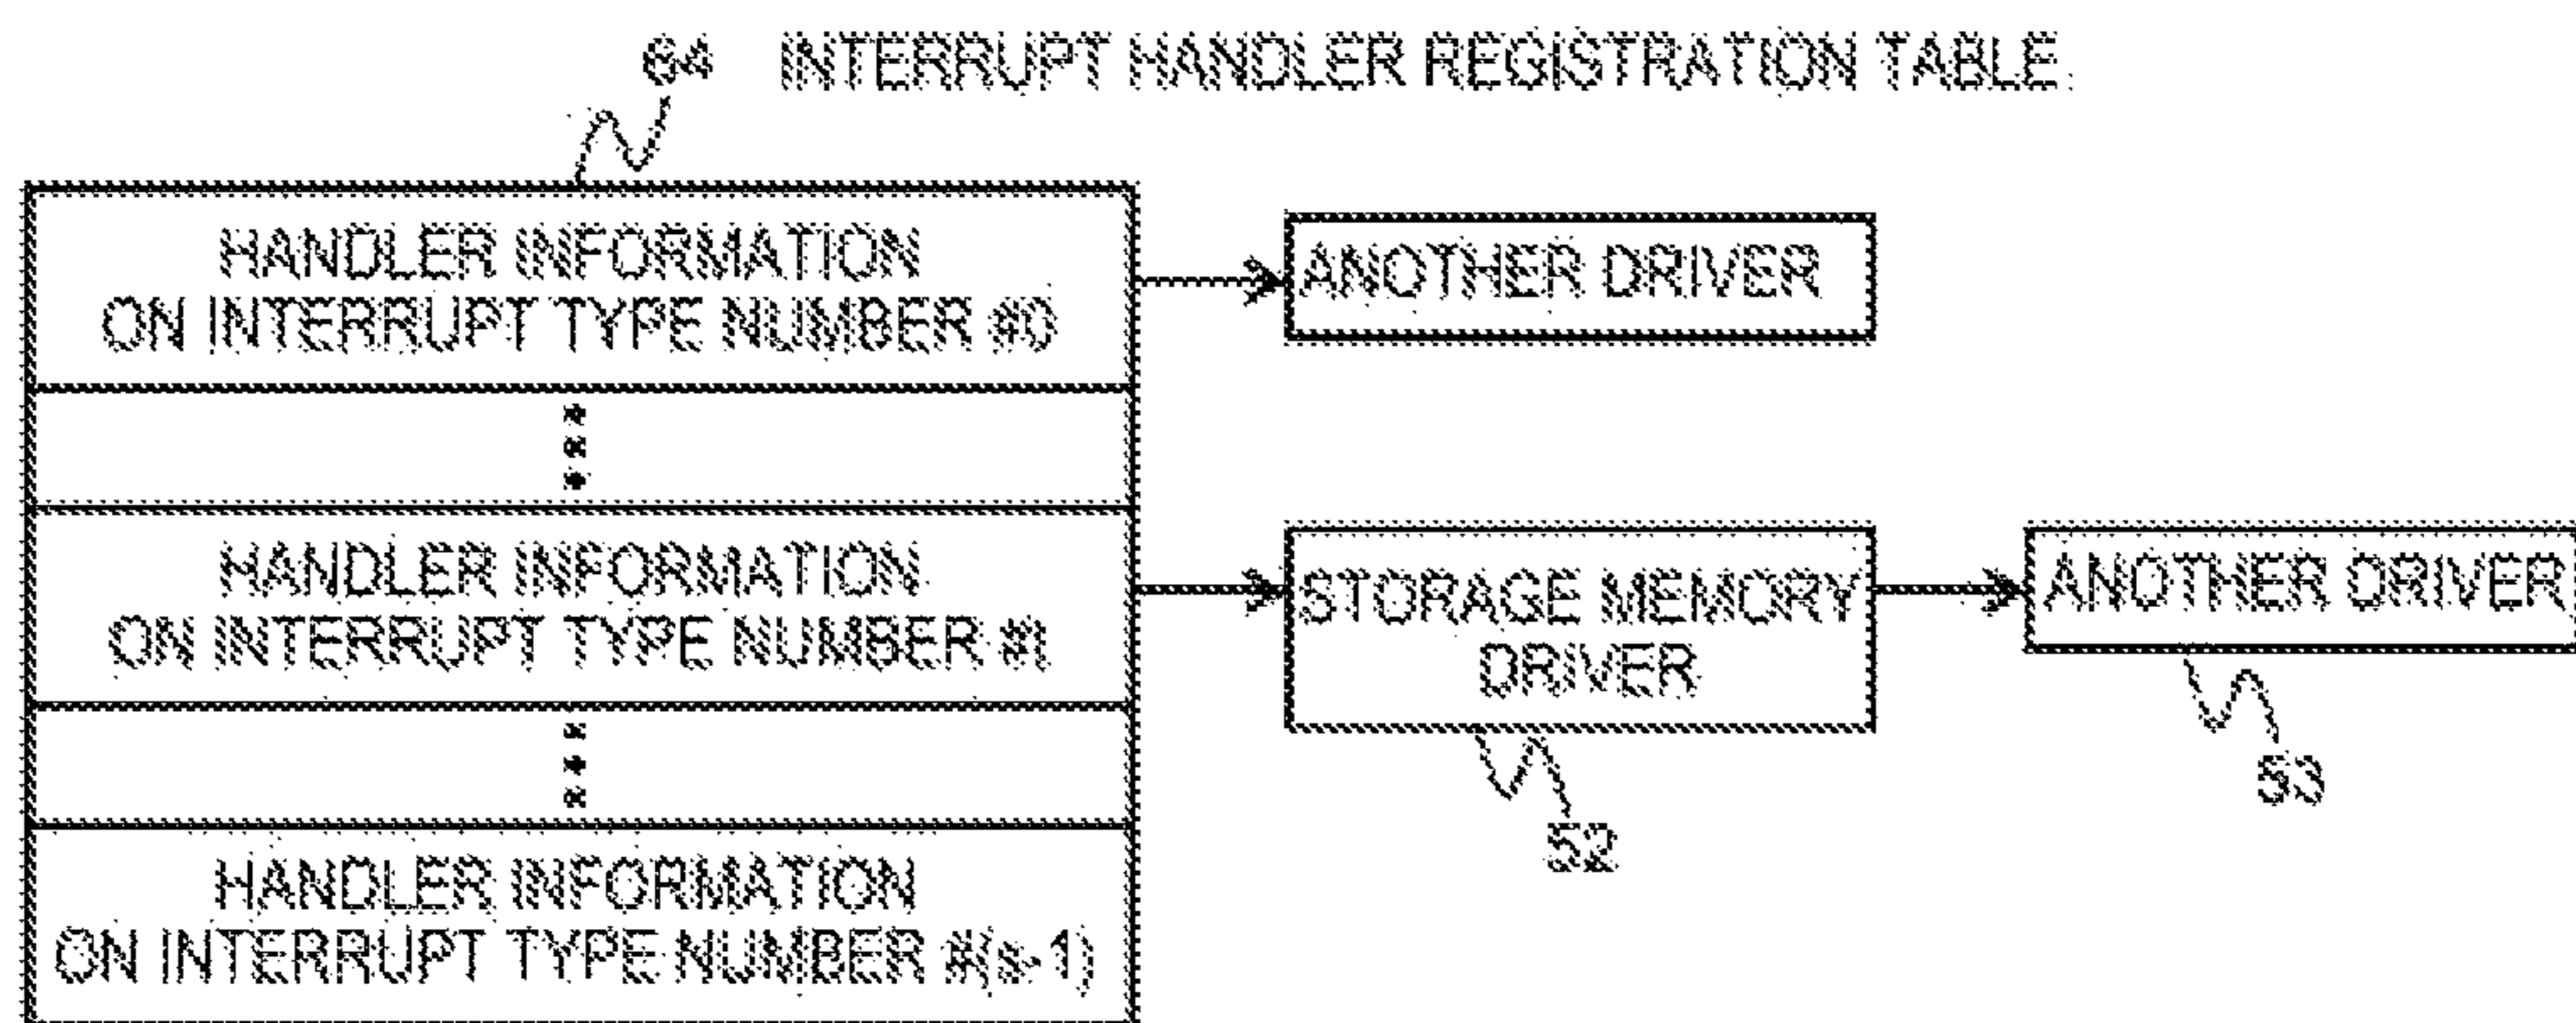 64 INTERRUPT HANDLER REGISTRATION TABLE
HANDLER INFORMATION
ON INTERRUPT TYPE NUMBER #0
ANOTHER DRIVER
HANDLER INFORMATION
ON INTERRUPT TYPE NUMBER #t
STORAGE MEMORY
DRIVER
ANOTHER DRIVER
52
53
HANDLER INFORMATION
ON INTERRUPT TYPE NUMBER #(s-1)